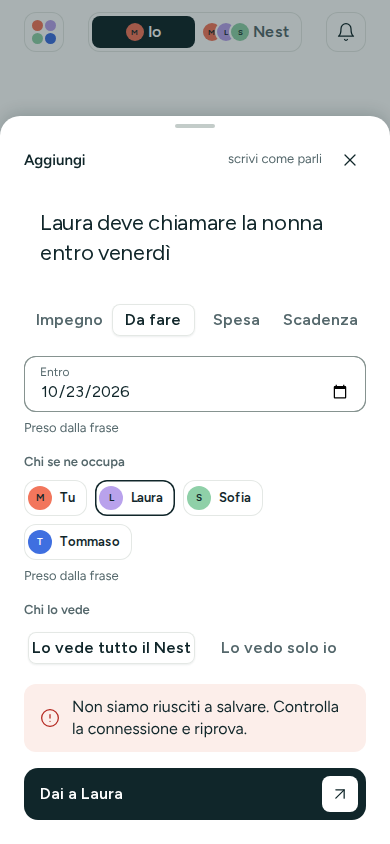 M Io
M L S Nest
Aggiungi
scrivi come parli
Laura deve chiamare la nonna
entro venerdì
Impegno Da fare Spesa Scadenza
Entro
10/23/2026
Preso dalla frase
Chi se ne occupa
M Tu L Laura S Sofia
T Tommaso
Preso dalla frase
Chi lo vede
Lo vede tutto il Nest Lo vedo solo io
Non siamo riusciti a salvare. Controlla
la connessione e riprova.
Dai a Laura